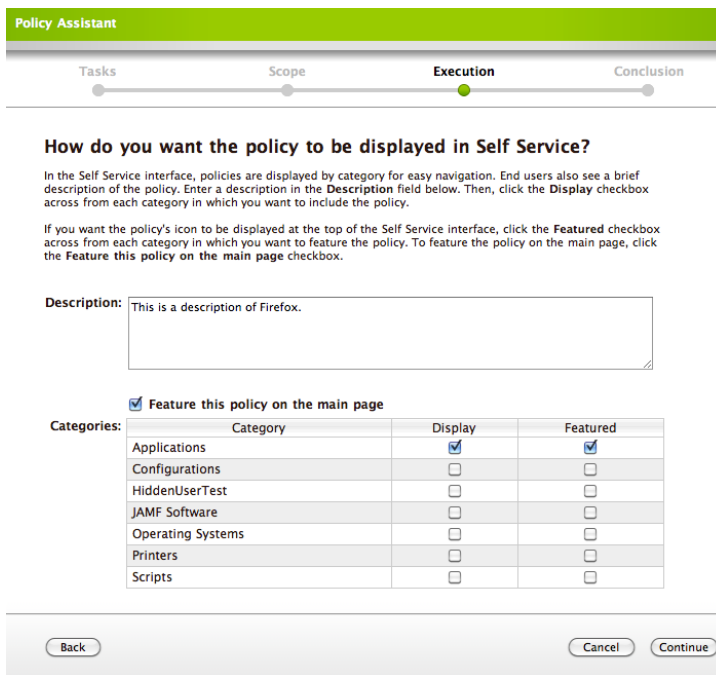 Policy Assistant
Tasks Scope Execution Conclusion
How do you want the policy to be displayed in Self Service?
In the Self Service interface, policies are displayed by category for easy navigation. End users also see a brief
description of the policy. Enter a description in the Description field below. Then, click the Display checkbox
across from each category in which you want to include the policy.
If you want the policy's icon to be displayed at the top of the Self Service interface, click the Featured checkbox
across from each category in which you want to feature the policy. To feature the policy on the main page, click
the Feature this policy on the main page checkbox.
Description: This is a description of Firefox.
Feature this policy on the main page
Categories: Category Display Featured
Applications
Configurations
HiddenUserTest
JAMF Software
Operating Systems
Printers
Scripts
Back Cancel Continue